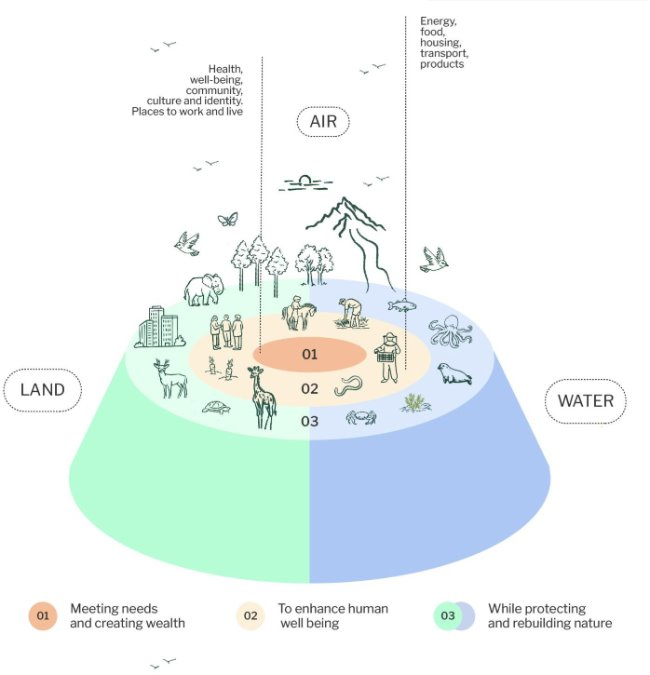 Energy,
food,
housing,
transport,
products
Health,
well-being,
community,
culture and identity.
Places to work and live
AIR
LAND
WATER
01
02
03
01
Meeting needs
and creating wealth
02
To enhance human
well being
03
While protecting
and rebuilding nature